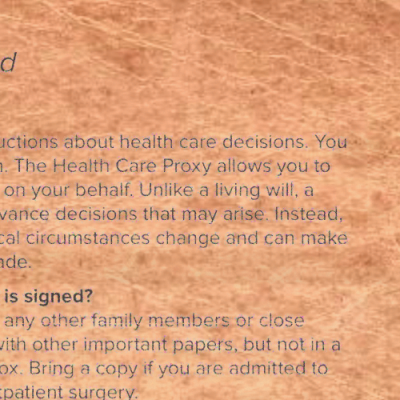 d
uctions about health care decisions. You
n. The Health Care Proxy allows you to
on your behalf. Unlike a living will, a
vance decisions that may arise. Instead,
cal circumstances change and can make
ade.
is signed?
any other family members or close
with other important papers, but not in a
ox. Bring a copy if you are admitted to
tpatient surgery.